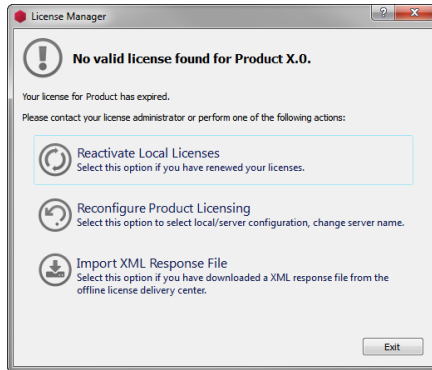 License Manager
No valid license found for Product X.0.
Your license for Product has expired.
Please contact your license administrator or perform one of the following actions:
Reactivate Local Licenses
Select this option if you have renewed your licenses.
Reconfigure Product Licensing
Select this option to select local/server configuration, change server name.
Import XML Response File
Select this option if you have downloaded a XML response file from the
offline license delivery center.
Exit